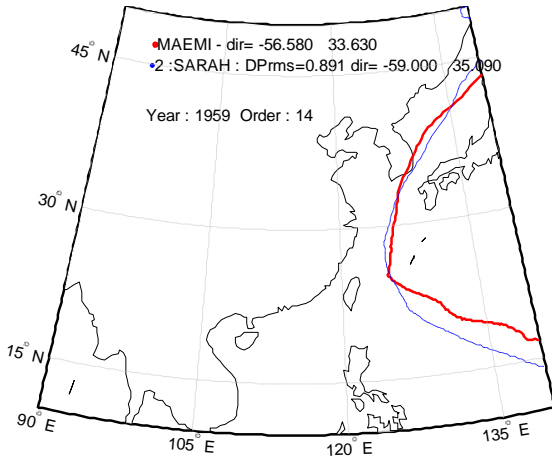 45° N
MAEMI - dir= -56.580 33.630
2 :SARAH : DPrms=0.891 dir= -59.000 35.090
Year : 1959 Order : 14
30° N
15° N
90° E
105° E
120° E
135° E